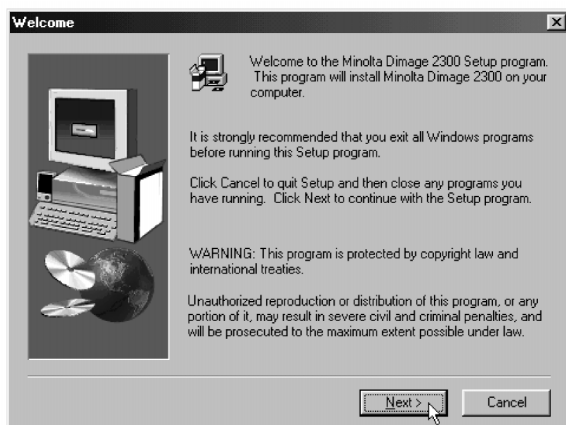 Welcome
Welcome to the Minolta Dimage 2300 Setup program.
This program will install Minolta Dimage 2300 on your
computer.
It is strongly recommended that you exit all Windows programs
before running this Setup program.
Click Cancel to quit Setup and then close any programs you
have running. Click Next to continue with the Setup program.
WARNING: This program is protected by copyright law and
international treaties.
Unauthorized reproduction or distribution of this program, or any
portion of it, may result in severe civil and criminal penalties, and
will be prosecuted to the maximum extent possible under law.
Next >
Cancel